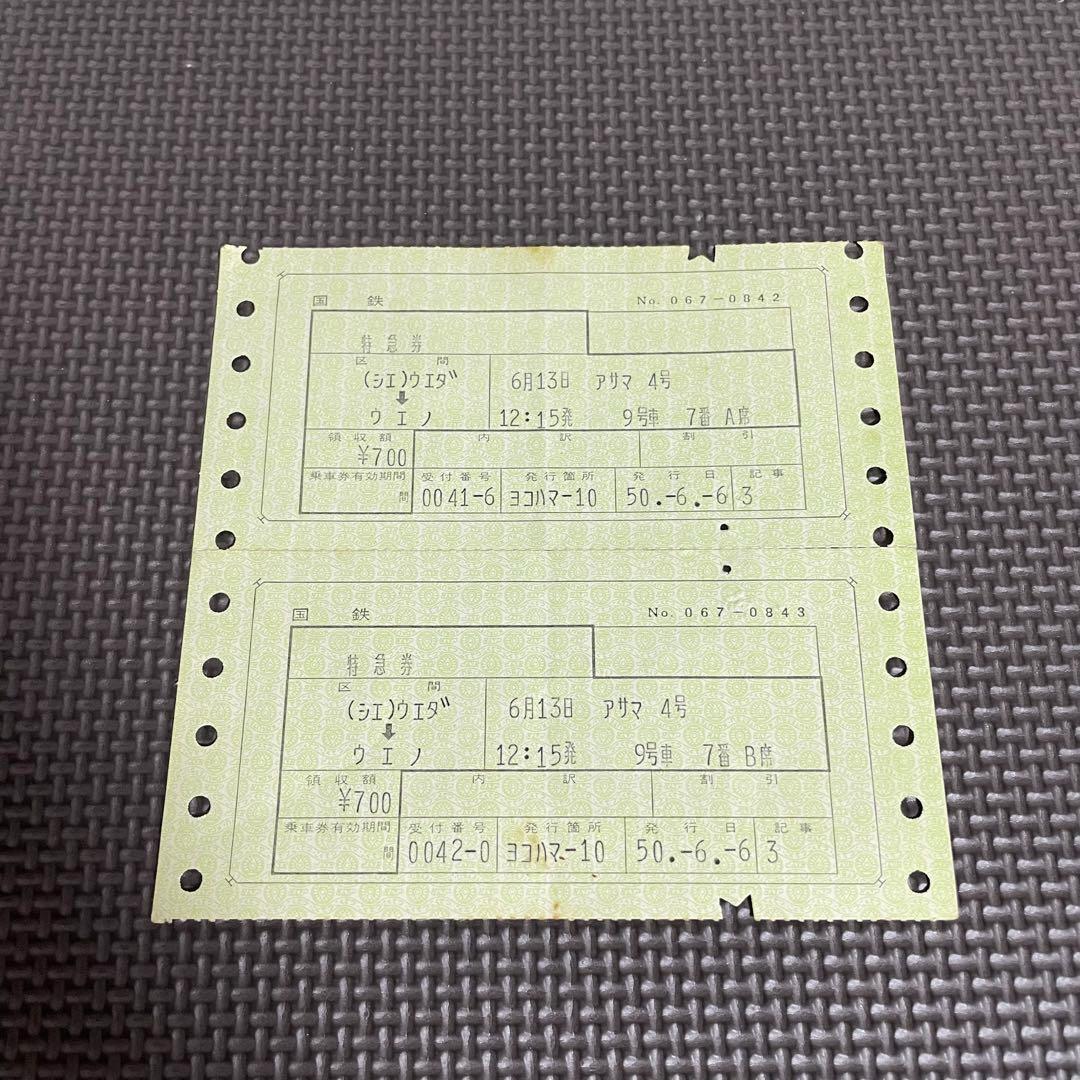 国鉄 No. 067-0842
特急券
区間
(シエ)ウエダ 6月13日 アサマ 4号
➡
ウエノ 12:15発 9号車 7番 A席
領収額 内訳 割引
¥700
乗車券有効期間 受付番号 発行箇所 発行日 記事
間 0041-6 ヨコハマ-10 50.-6.-6 3
国鉄 No. 067-0843
特急券
区間
(シエ)ウエダ 6月13日 アサマ 4号
➡
ウエノ 12:15発 9号車 7番 B席
領収額 内訳 割引
¥700
乗車券有効期間 受付番号 発行箇所 発行日 記事
間 0042-0 ヨコハマ-10 50.-6.-6 3